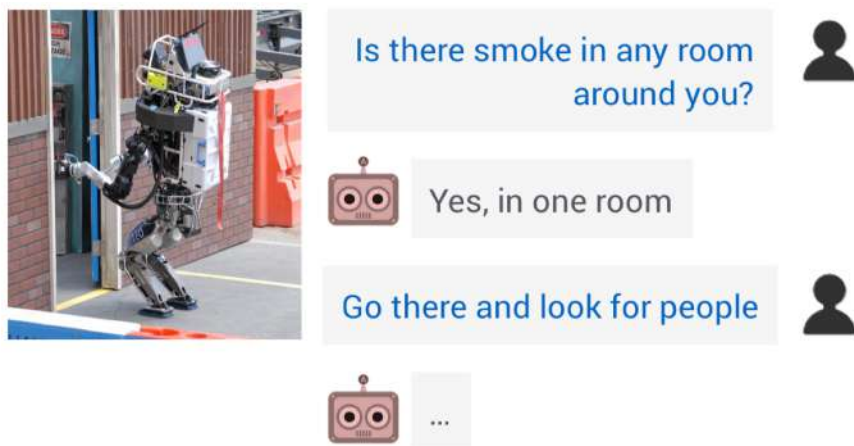 Is there smoke in any room
around you?
Yes, in one room
Go there and look for people
...